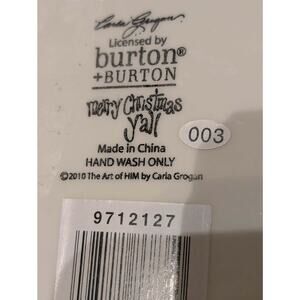 Carla Grogan
Licensed by
burton®
+BURTON
merry Christmas
y'all
003
Made in China
HAND WASH ONLY
©2010 The Art of HIM by Carla Grogan
9712127